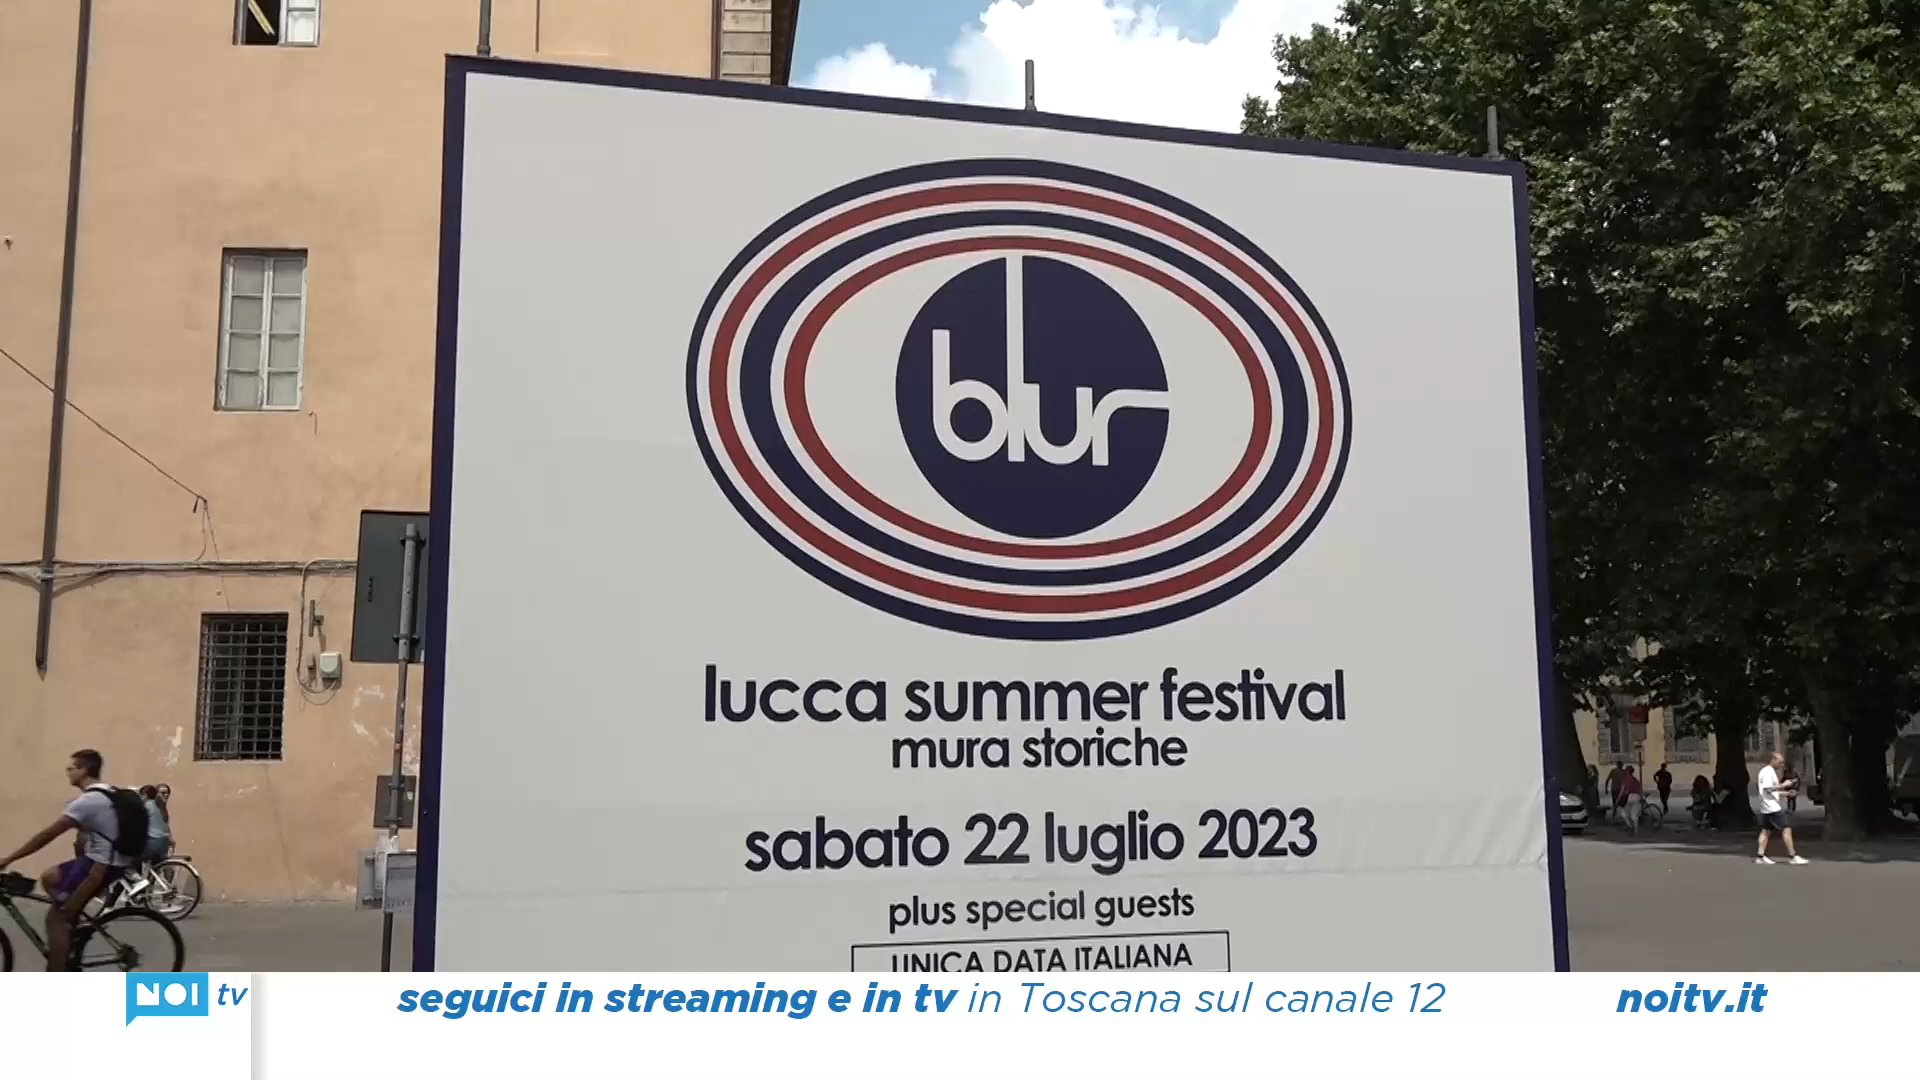 blur
lucca summer festival
mura storiche
sabato 22 luglio 2023
plus special guests
UNICA DATA ITALIANA
NOI tv
seguici in streaming e in tv in Toscana sul canale 12
noitv.it